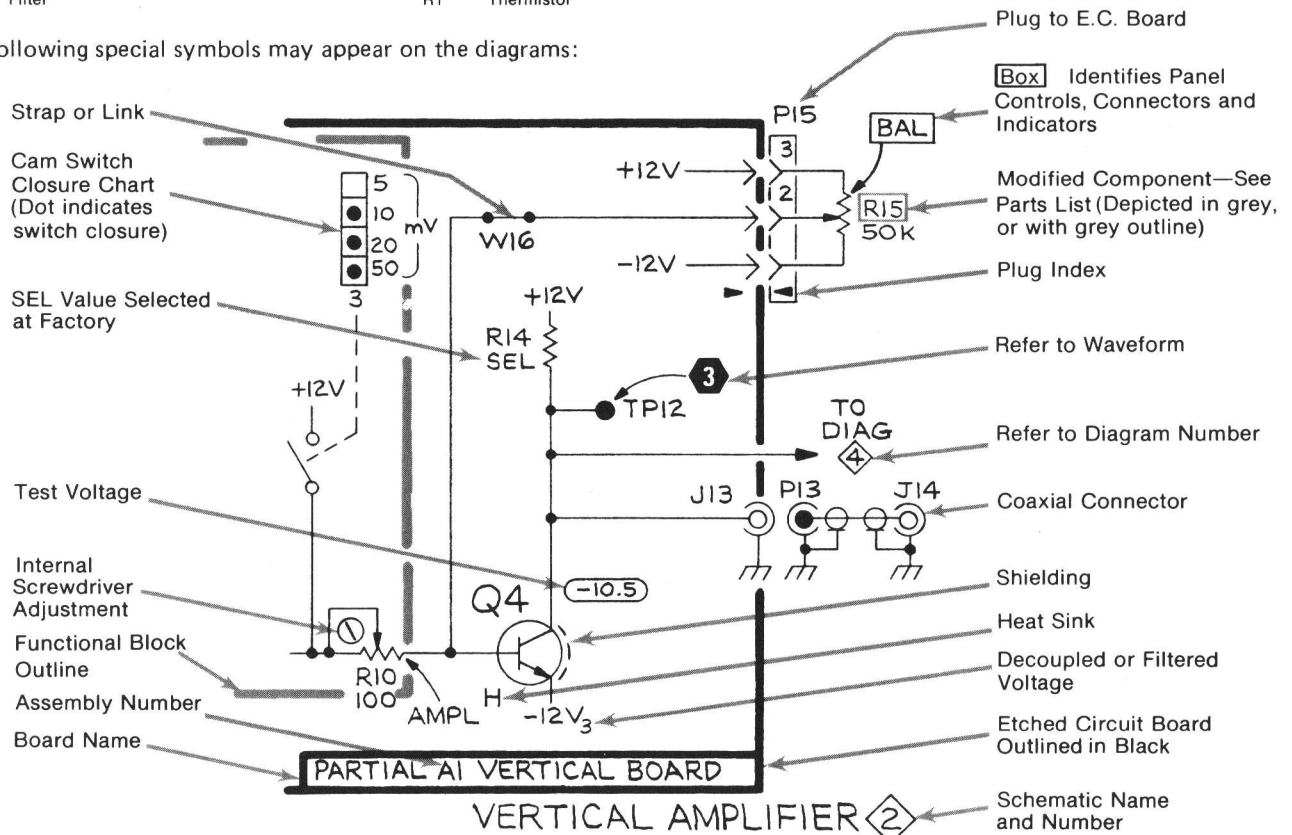 Filter
RT Thermistor
ollowing special symbols may appear on the diagrams:
Strap or Link
Cam Switch
Closure Chart
(Dot indicates
switch closure)
SEL Value Selected
at Factory
Test Voltage
Internal
Screwdriver
Adjustment
Functional Block
Outline
Assembly Number
Board Name
5
10
20
50
mV
3
+12V
R10
100
AMPL
W16
+12V
-12V
+12V
R14
SEL
TP12
3
-10.5
Q4
H
-12V3
P15
3
2
BAL
R15
50K
TO
DIAG
4
J13
P13
J14
PARTIAL A1 VERTICAL BOARD
VERTICAL AMPLIFIER 2
Plug to E.C. Board
Box Identifies Panel
Controls, Connectors and
Indicators
Modified Component—See
Parts List (Depicted in grey,
or with grey outline)
Plug Index
Refer to Waveform
Refer to Diagram Number
Coaxial Connector
Shielding
Heat Sink
Decoupled or Filtered
Voltage
Etched Circuit Board
Outlined in Black
Schematic Name
and Number